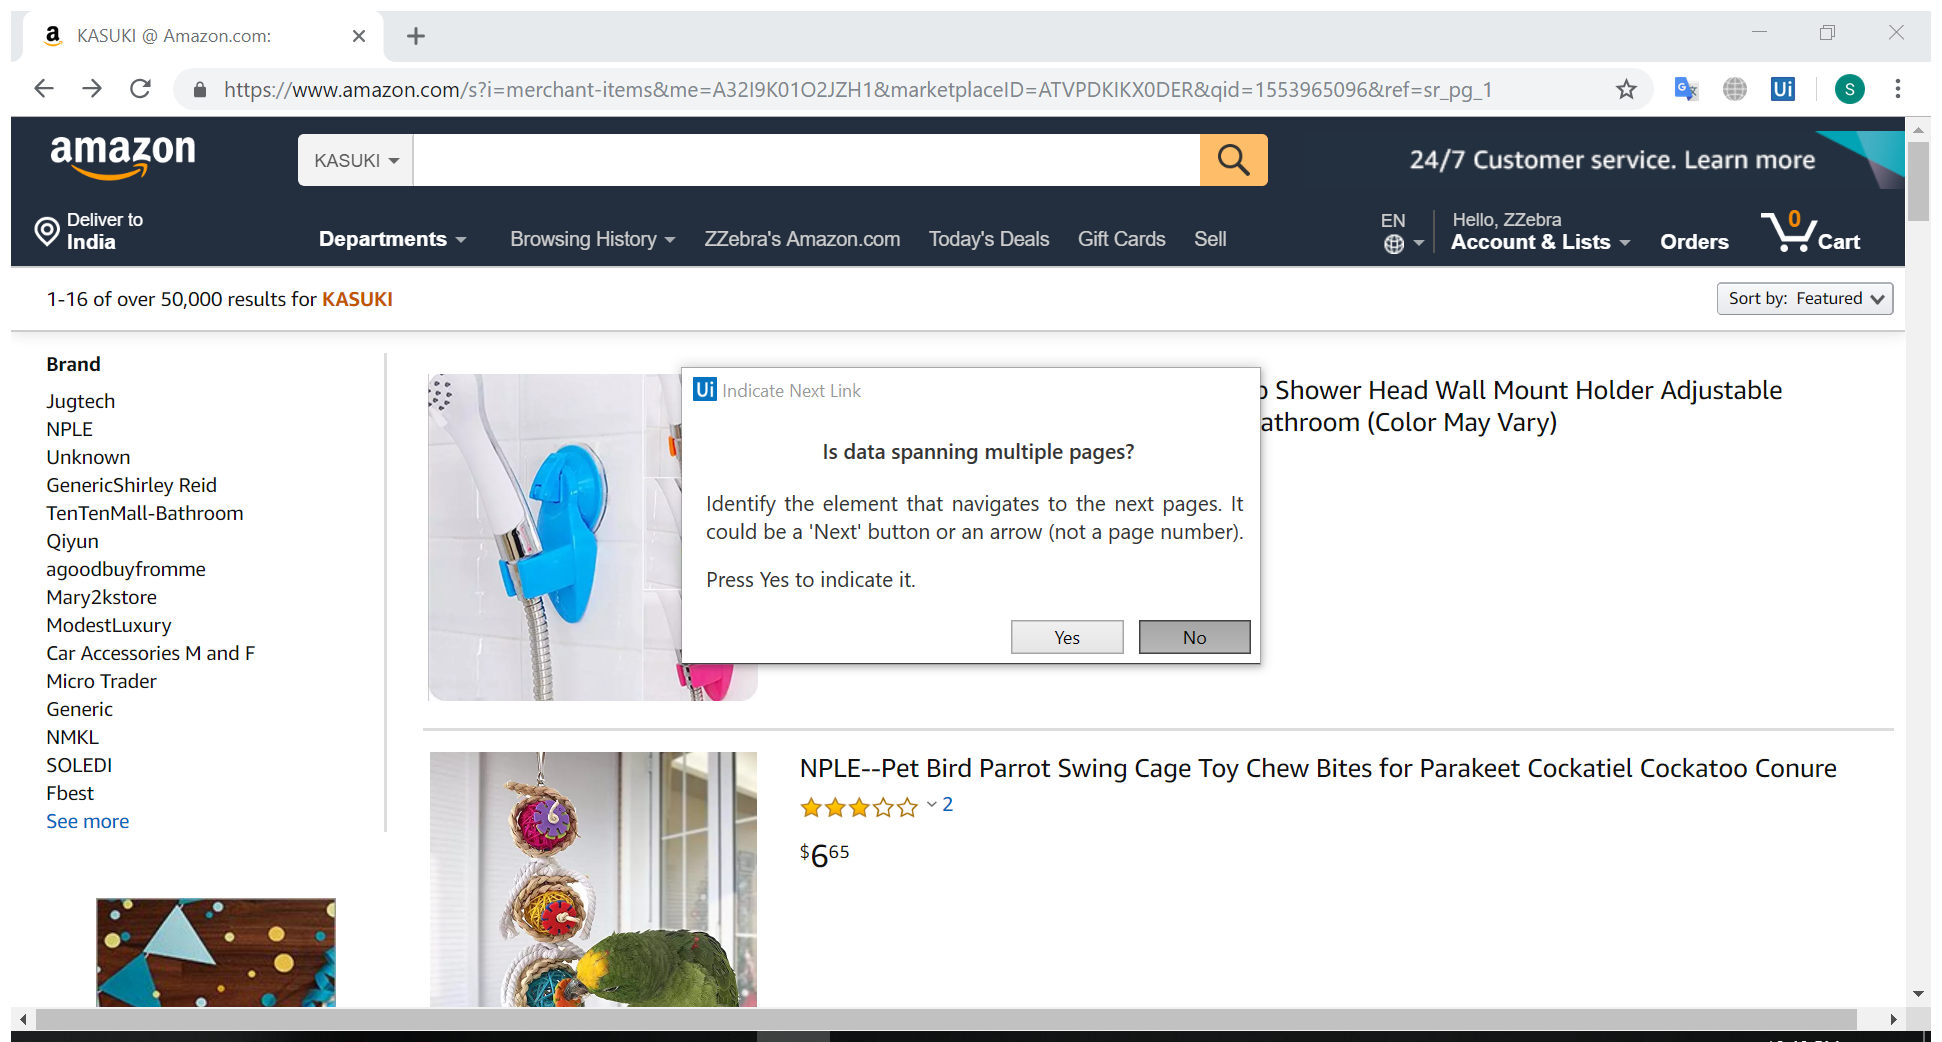 KASUKI @ Amazon.com:
https://www.amazon.com/s?i=merchant-items&me=A32I9K01O2JZH1&marketplaceID=ATVPDKIKX0DER&qid=1553965096&ref=sr_pg_1
Ui
S
amazon
KASUKI
24/7 Customer service. Learn more
Deliver to
India
Departments
Browsing History
ZZebra's Amazon.com
Today's Deals
Gift Cards
Sell
EN
Hello, ZZebra
Account & Lists
Orders
0
Cart
1-16 of over 50,000 results for KASUKI
Sort by: Featured
Brand
Jugtech
NPLE
Unknown
GenericShirley Reid
TenTenMall-Bathroom
Qiyun
agoodbuyfromme
Mary2kstore
ModestLuxury
Car Accessories M and F
Micro Trader
Generic
NMKL
SOLEDI
Fbest
See more
Shower Head Wall Mount Holder Adjustable
athroom (Color May Vary)
Ui Indicate Next Link
Is data spanning multiple pages?
Identify the element that navigates to the next pages. It
could be a 'Next' button or an arrow (not a page number).
Press Yes to indicate it.
Yes
No
NPLE--Pet Bird Parrot Swing Cage Toy Chew Bites for Parakeet Cockatiel Cockatoo Conure
2
$665